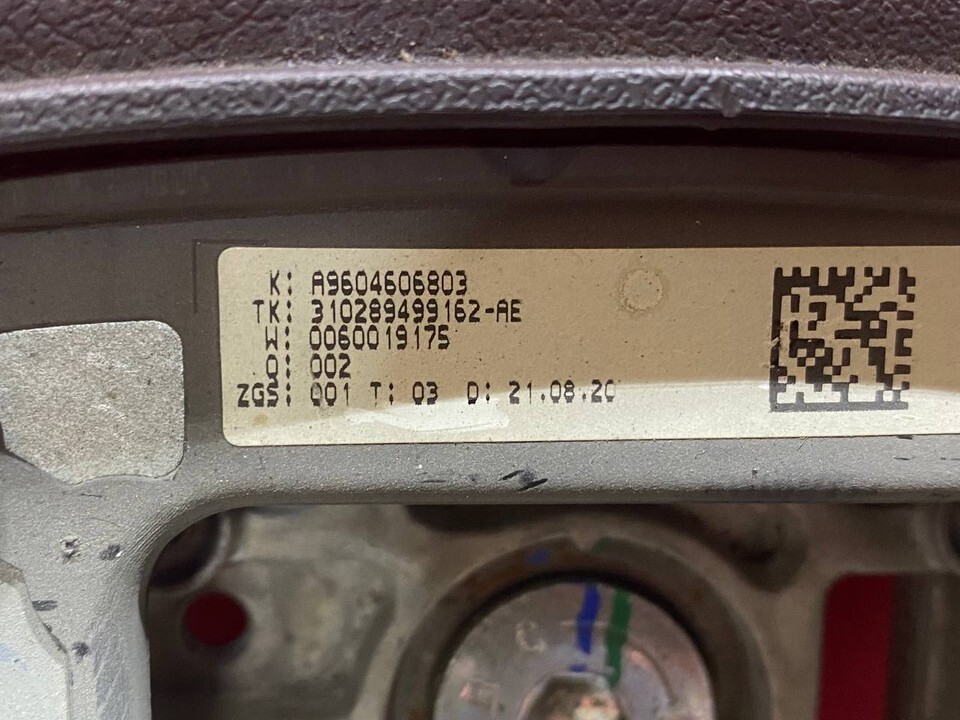 K: A9604606803
TK: 310289499162-AE
W: 0060019175
Q: 002
ZGS: 001 T: 03 D: 21.08.20